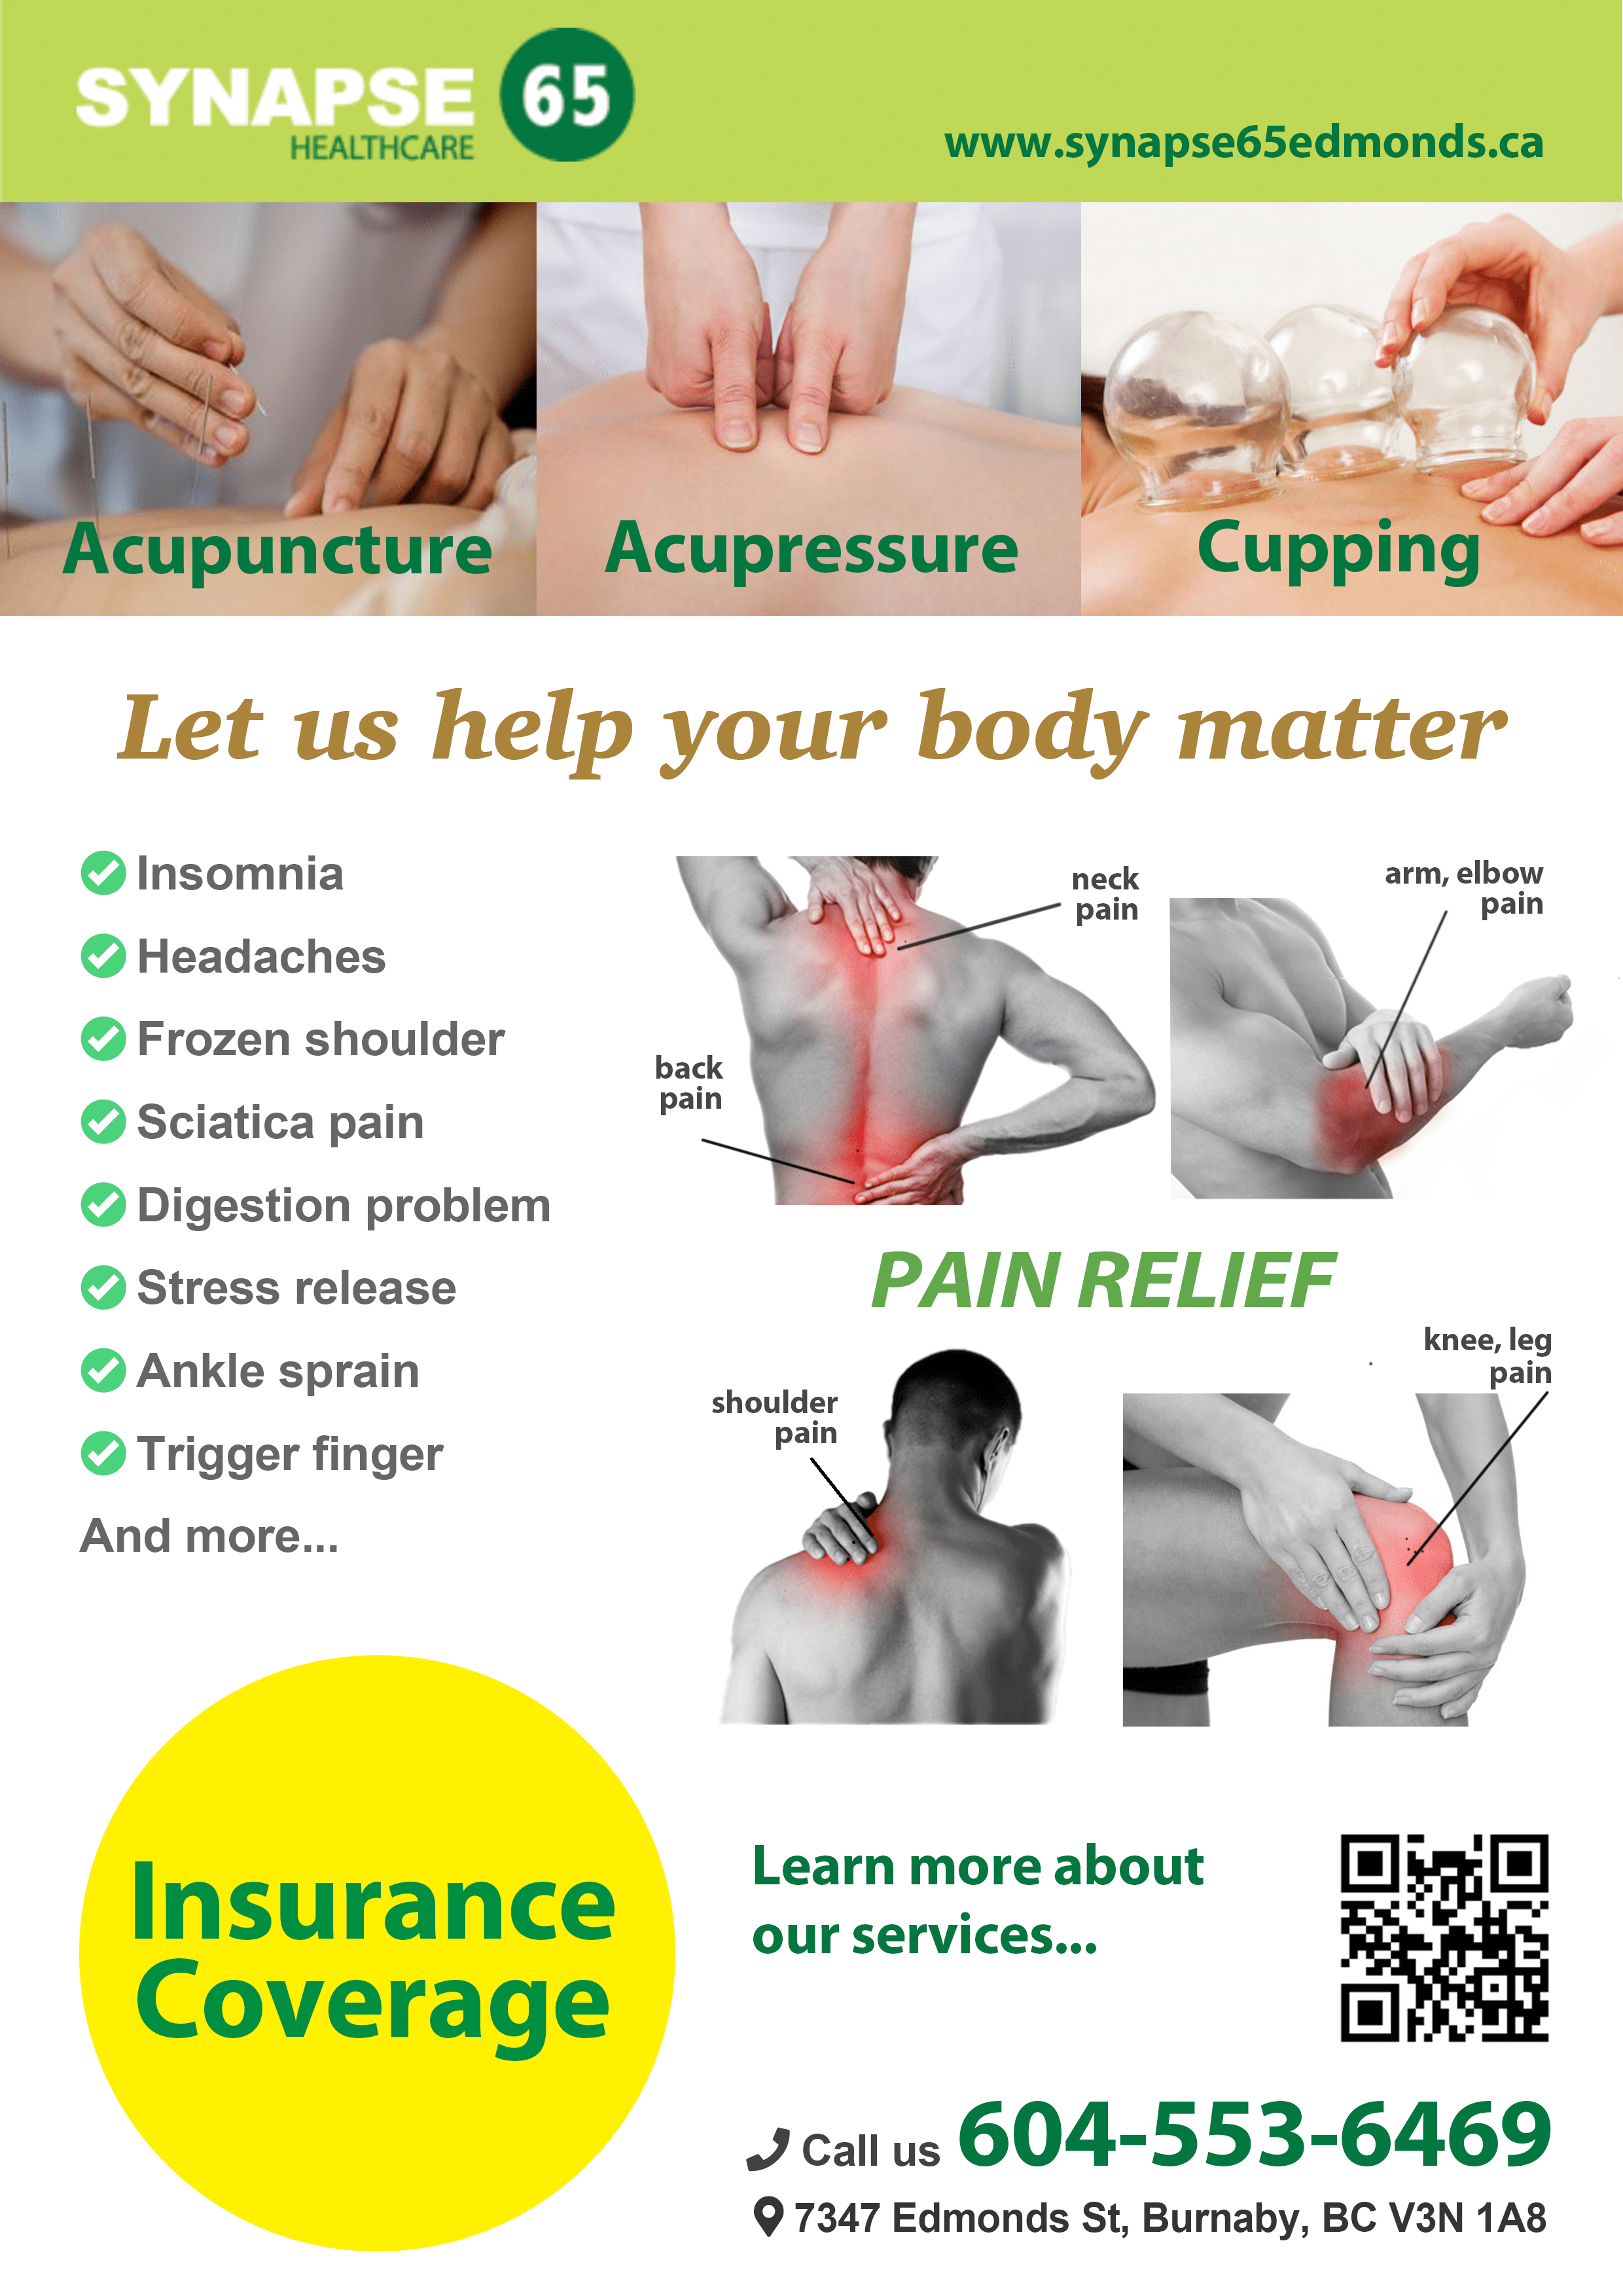 SYNAPSE 65
HEALTHCARE
www.synapse65edmonds.ca
Acupuncture
Acupressure
Cupping
Let us help your body matter
Insomnia
Headaches
Frozen shoulder
Sciatica pain
Digestion problem
Stress release
Ankle sprain
Trigger finger
And more...
neck
pain
arm, elbow
pain
back
pain
PAIN RELIEF
shoulder
pain
knee, leg
pain
Insurance
Coverage
Learn more about
our services...
Call us 604-553-6469
7347 Edmonds St, Burnaby, BC V3N 1A8